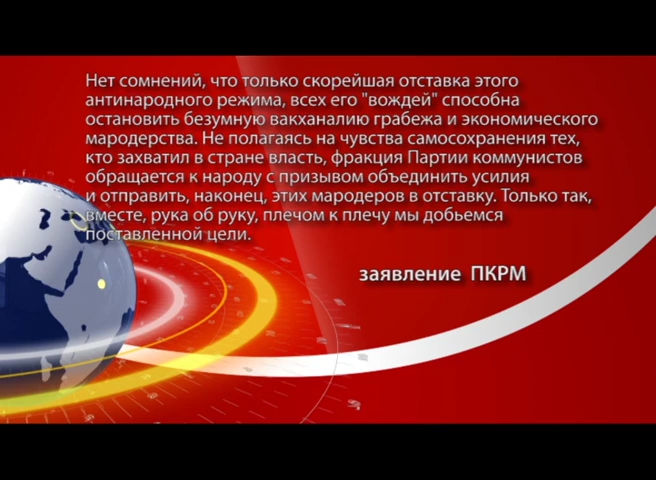 Нет сомнений, что только скорейшая отставка этого
антинародного режима, всех его "вождей" способна
остановить безумную вакханалию грабежа и экономического
мародерства. Не полагаясь на чувства самосохранения тех,
кто захватил в стране власть, фракция Партии коммунистов
обращается к народу с призывом объединить усилия
и отправить, наконец, этих мародеров в отставку. Только так,
вместе, рука об руку, плечом к плечу мы добьемся
поставленной цели.
заявление ПКРМ